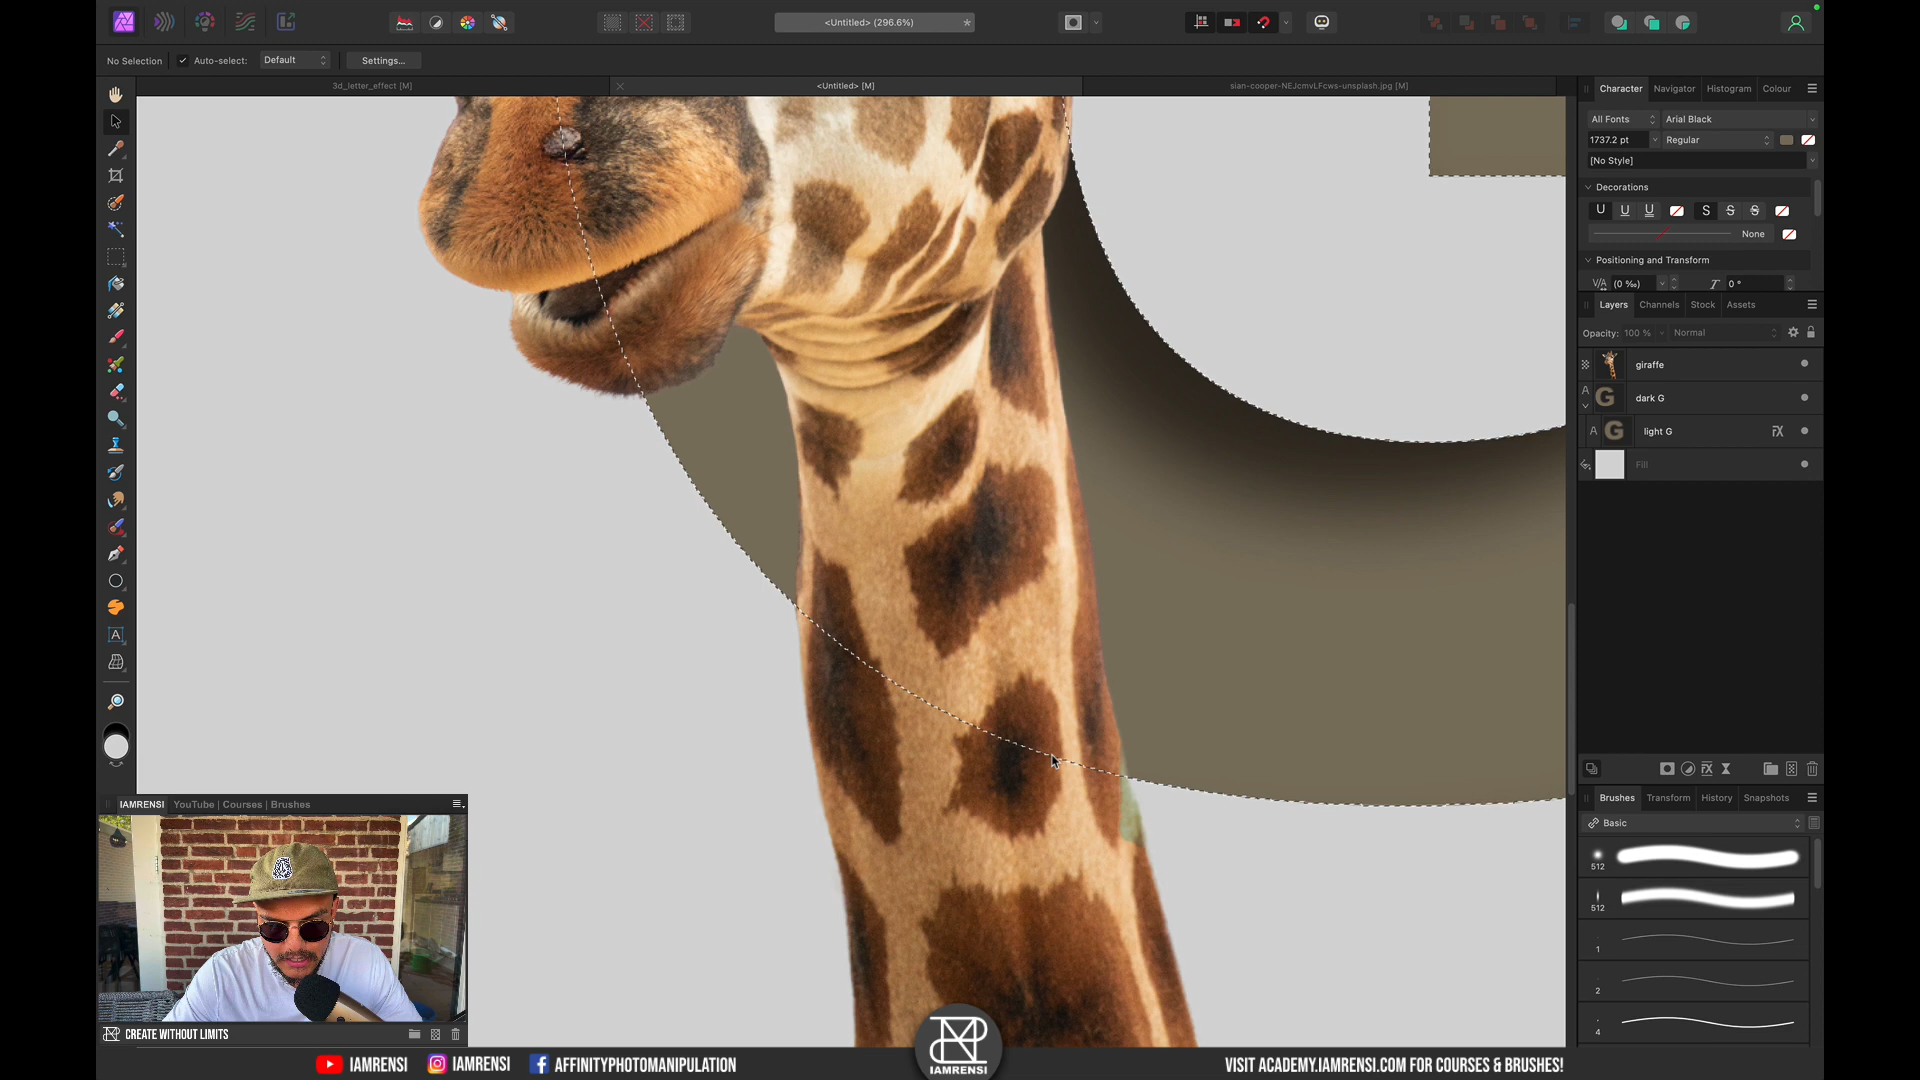 <Untitled> (296.6%)
*
No Selection
Auto-select:
Default
Settings...
3d_letter_effect [M]
<Untitled> [M]
sian-cooper-NEJcmvLFcws-unsplash.jpg [M]
Character
Navigator
Histogram
Colour
All Fonts
Arial Black
1737.2 pt
Regular
[No Style]
Decorations
U
U
U
S
S
S
None
Positioning and Transform
V/A
(0 ‰)
T
0 °
Layers
Channels
Stock
Assets
Opacity:
100 %
Normal
giraffe
A
G
dark G
A
G
light G
FX
Fill
A
FX
Brushes
Transform
History
Snapshots
Basic
512
512
1
2
4
IAMRENSI
YouTube | Courses | Brushes
CREATE WITHOUT LIMITS
IAMRENSI
IAMRENSI
AFFINITYPHOTOMANIPULATION
IAMRENSI
VISIT ACADEMY.IAMRENSI.COM FOR COURSES & BRUSHES!